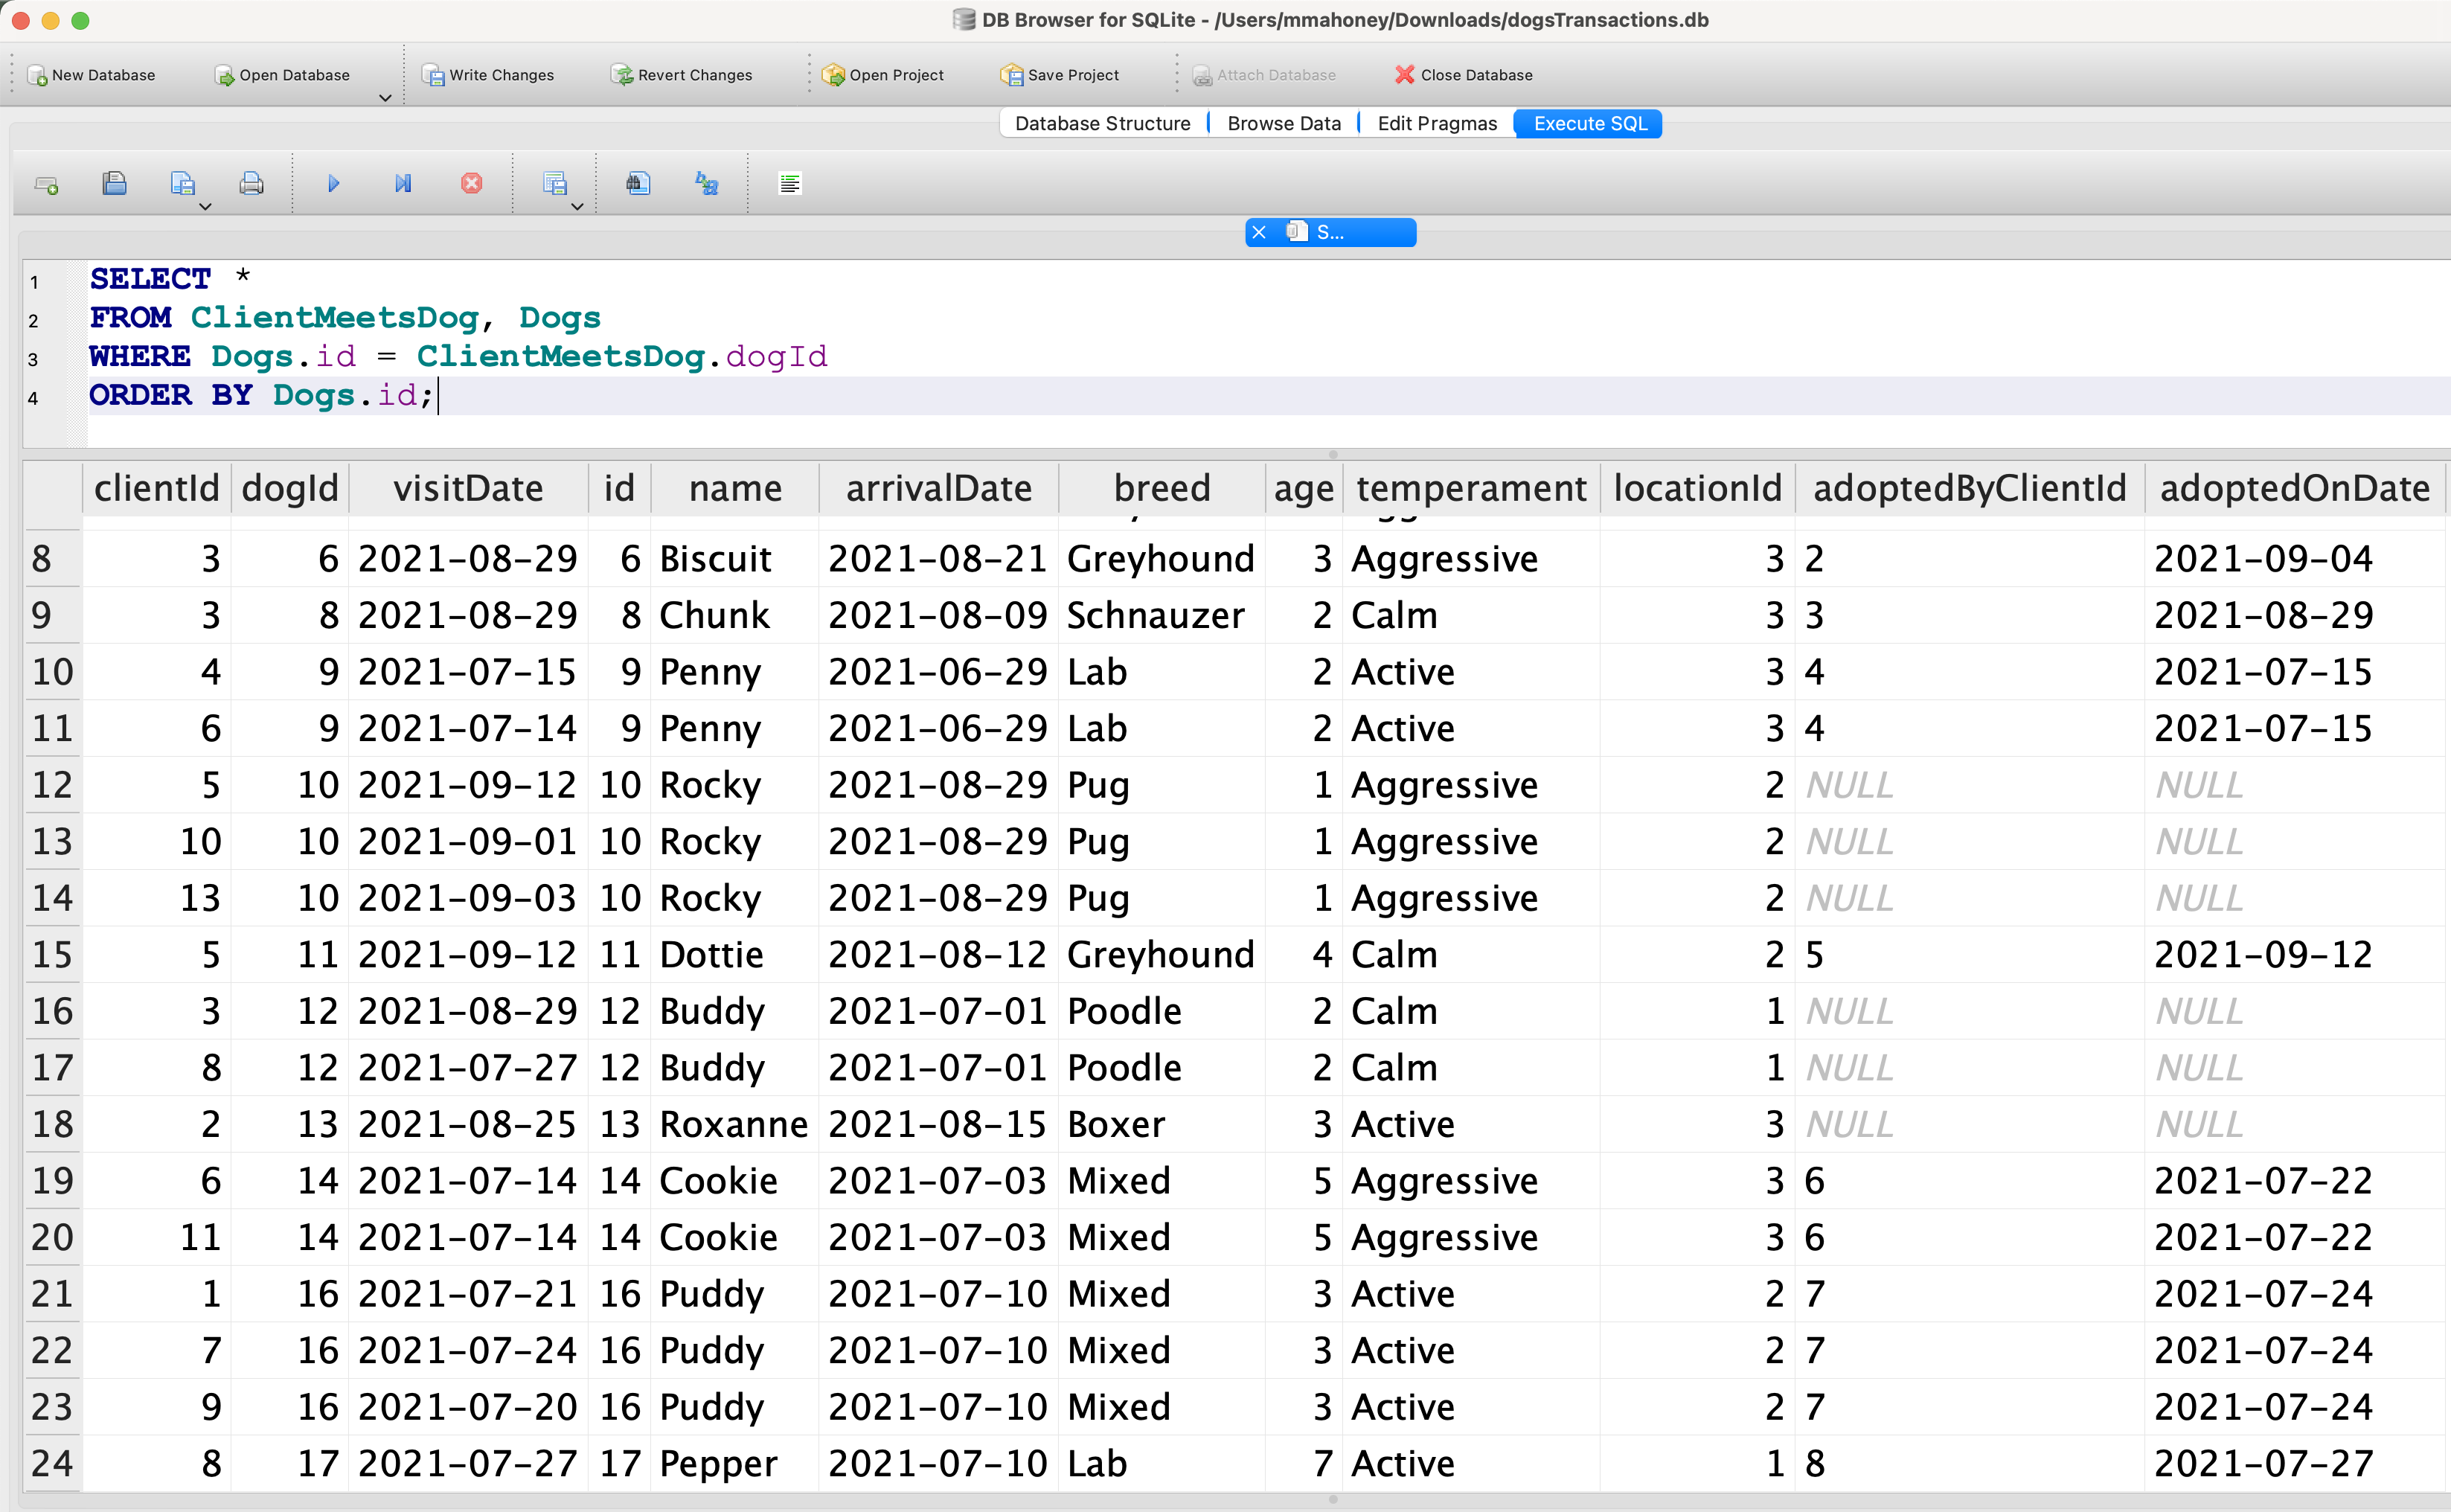 DB Browser for SQLite - /Users/mmahoney/Downloads/dogsTransactions.db
New Database Open Database Write Changes Revert Changes Open Project Save Project Attach Database Close Database
Database Structure Browse Data Edit Pragmas Execute SQL
S...
1 SELECT *
2 FROM ClientMeetsDog, Dogs
3 WHERE Dogs.id = ClientMeetsDog.dogId
4 ORDER BY Dogs.id;
clientId dogId visitDate id name arrivalDate breed age temperament locationId adoptedByClientId adoptedOnDate
8 3 6 2021-08-29 6 Biscuit 2021-08-21 Greyhound 3 Aggressive 3 2 2021-09-04
9 3 8 2021-08-29 8 Chunk 2021-08-09 Schnauzer 2 Calm 3 3 2021-08-29
10 4 9 2021-07-15 9 Penny 2021-06-29 Lab 2 Active 3 4 2021-07-15
11 6 9 2021-07-14 9 Penny 2021-06-29 Lab 2 Active 3 4 2021-07-15
12 5 10 2021-09-12 10 Rocky 2021-08-29 Pug 1 Aggressive 2 NULL NULL
13 10 10 2021-09-01 10 Rocky 2021-08-29 Pug 1 Aggressive 2 NULL NULL
14 13 10 2021-09-03 10 Rocky 2021-08-29 Pug 1 Aggressive 2 NULL NULL
15 5 11 2021-09-12 11 Dottie 2021-08-12 Greyhound 4 Calm 2 5 2021-09-12
16 3 12 2021-08-29 12 Buddy 2021-07-01 Poodle 2 Calm 1 NULL NULL
17 8 12 2021-07-27 12 Buddy 2021-07-01 Poodle 2 Calm 1 NULL NULL
18 2 13 2021-08-25 13 Roxanne 2021-08-15 Boxer 3 Active 3 NULL NULL
19 6 14 2021-07-14 14 Cookie 2021-07-03 Mixed 5 Aggressive 3 6 2021-07-22
20 11 14 2021-07-14 14 Cookie 2021-07-03 Mixed 5 Aggressive 3 6 2021-07-22
21 1 16 2021-07-21 16 Puddy 2021-07-10 Mixed 3 Active 2 7 2021-07-24
22 7 16 2021-07-24 16 Puddy 2021-07-10 Mixed 3 Active 2 7 2021-07-24
23 9 16 2021-07-20 16 Puddy 2021-07-10 Mixed 3 Active 2 7 2021-07-24
24 8 17 2021-07-27 17 Pepper 2021-07-10 Lab 7 Active 1 8 2021-07-27